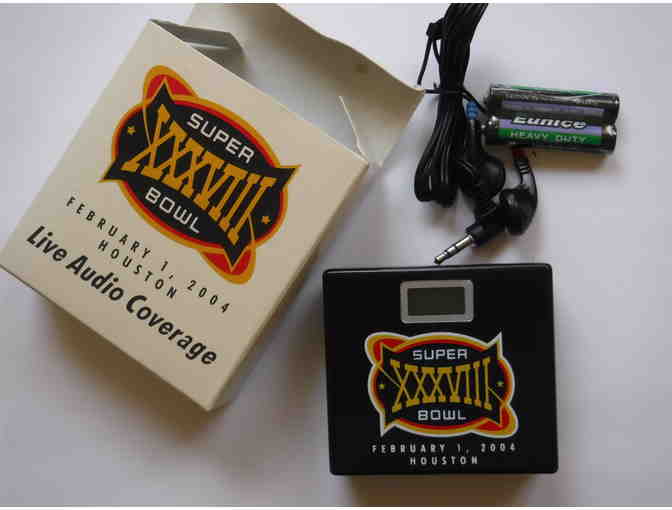 SUPER
XXXVIII
BOWL
FEBRUARY 1, 2004
HOUSTON
Live Audio Coverage
Eunice
HEAVY DUTY
SUPER
XXXVIII
BOWL
FEBRUARY 1, 2004
HOUSTON